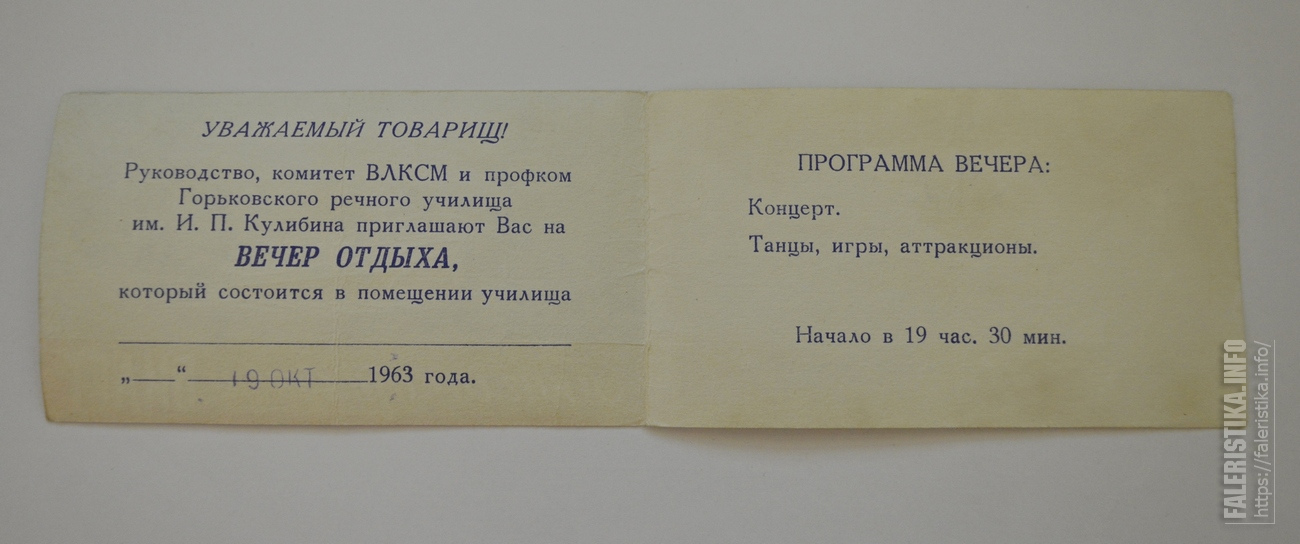 УВАЖАЕМЫЙ ТОВАРИЩ!
Руководство, комитет ВЛКСМ и профком
Горьковского речного училища
им. И. П. Кулибина приглашают Вас на
ВЕЧЕР ОТДЫХА,
который состоится в помещении училища
„ “ 19 ОКТ 1963 года.
ПРОГРАММА ВЕЧЕРА:
Концерт.
Танцы, игры, аттракционы.
Начало в 19 час. 30 мин.
FALERISTIKA.INFO
https://faleristika.info/